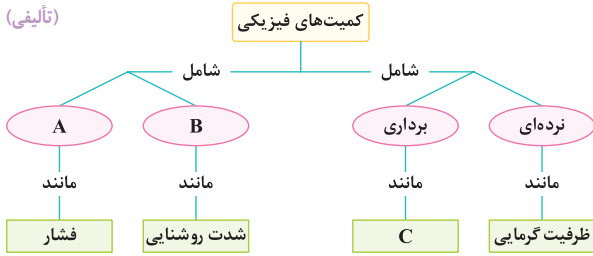 (تألیفی)
کمیت‌های فیزیکی
شامل
شامل
نرده‌ای
برداری
B
A
مانند
مانند
مانند
مانند
ظرفیت گرمایی
C
شدت روشنایی
فشار